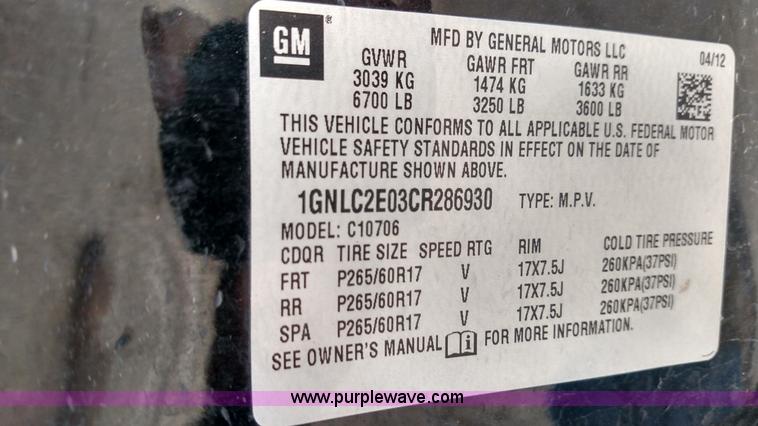 GM
MFD BY GENERAL MOTORS LLC
04/12
GVWR GAWR FRT GAWR RR
3039 KG 1474 KG 1633 KG
6700 LB 3250 LB 3600 LB
THIS VEHICLE CONFORMS TO ALL APPLICABLE U.S. FEDERAL MOTOR
VEHICLE SAFETY STANDARDS IN EFFECT ON THE DATE OF
MANUFACTURE SHOWN ABOVE.
1GNLC2E03CR286930 TYPE: M.P.V.
MODEL: C10706
CDQR TIRE SIZE SPEED RTG RIM COLD TIRE PRESSURE
FRT P265/60R17 V 17X7.5J 260KPA(37PSI)
RR P265/60R17 V 17X7.5J 260KPA(37PSI)
SPA P265/60R17 V 17X7.5J 260KPA(37PSI)
SEE OWNER'S MANUAL i FOR MORE INFORMATION.
www.purplewave.com